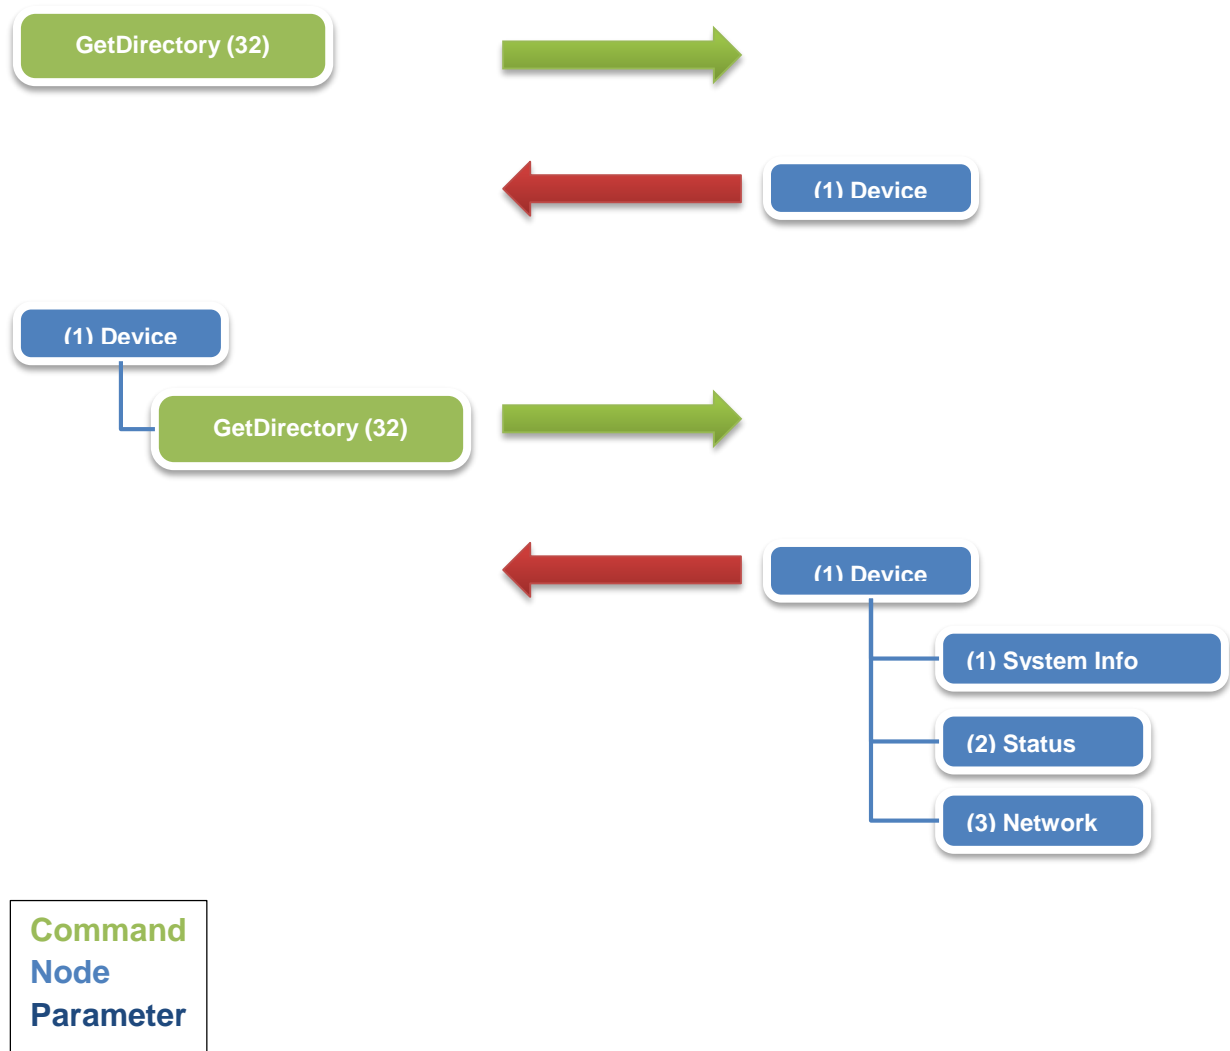 GetDirectory (32)
(1) Device
(1) Device
GetDirectory (32)
(1) Device
(1) System Info
(2) Status
(3) Network
Command
Node
Parameter